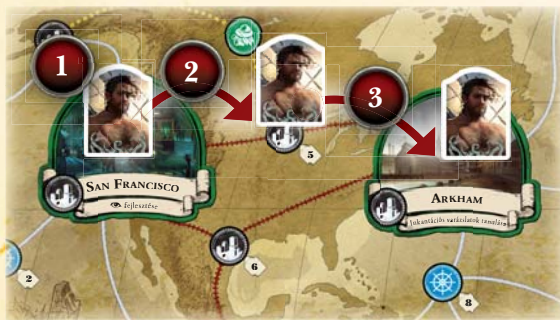 1
2
3
5
SAN FRANCISCO
fejlesztése
ARKHAM
Inkantációs varázslatok tanulása
6
2
8